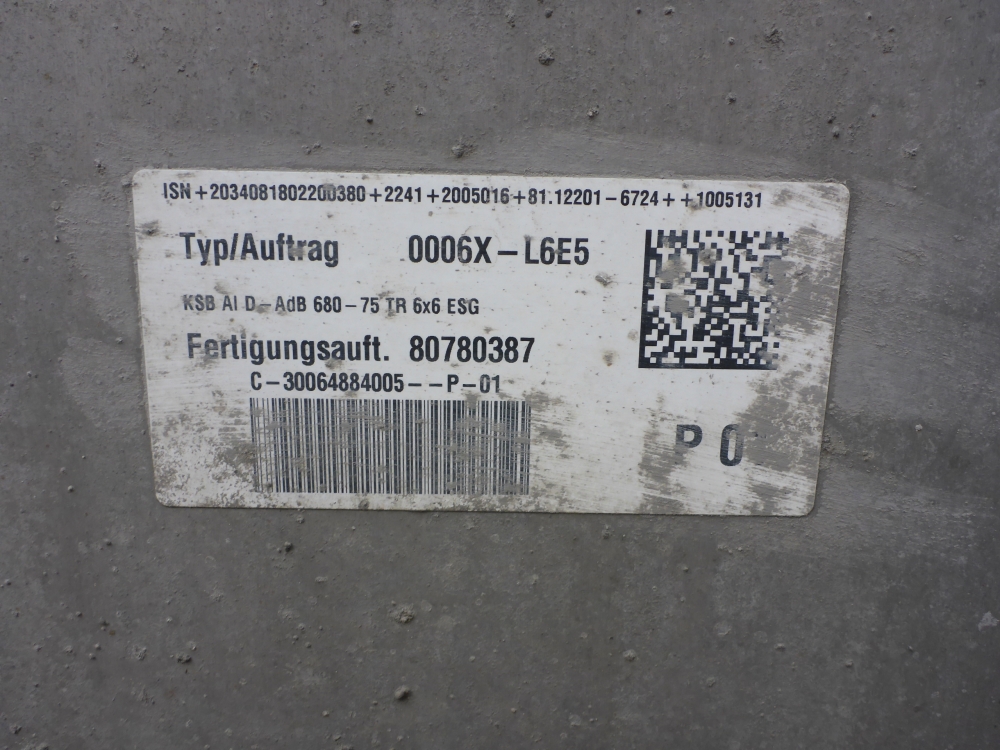 ISN+2034081802200380+2241+2005016+81.12201-6724++1005131
Typ/Auftrag 0006X-L6E5
KSB AI D-AdB 680-75 TR 6x6 ESG
Fertigungsauft. 80780387
C-30064884005--P-01
P 0